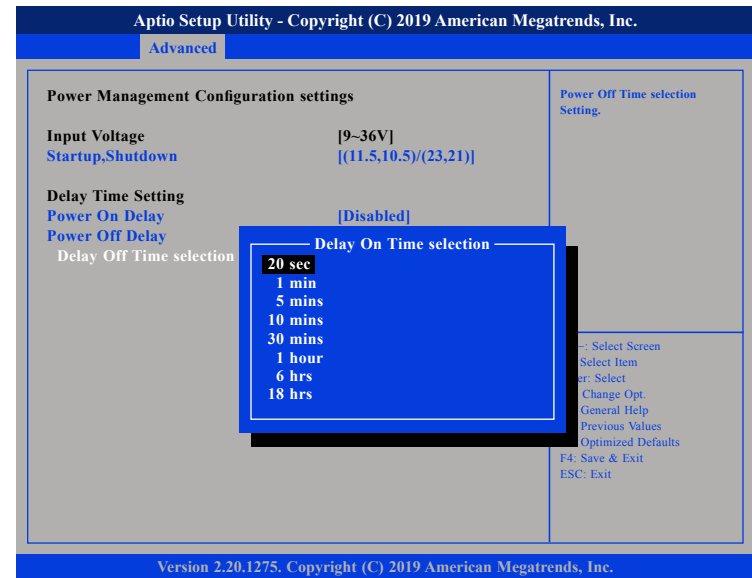 Aptio Setup Utility - Copyright (C) 2019 American Megatrends, Inc.
Advanced
Power Management Configuration settings
Input Voltage [9~36V]
Startup,Shutdown [(11.5,10.5)/(23,21)]
Delay Time Setting
Power On Delay [Disabled]
Power Off Delay
Delay Off Time selection
Delay On Time selection
20 sec
1 min
5 mins
10 mins
30 mins
1 hour
6 hrs
18 hrs
Power Off Time selection
Setting.
: Select Screen
Select Item
: Select
Change Opt.
General Help
Previous Values
Optimized Defaults
F4: Save & Exit
ESC: Exit
Version 2.20.1275. Copyright (C) 2019 American Megatrends, Inc.